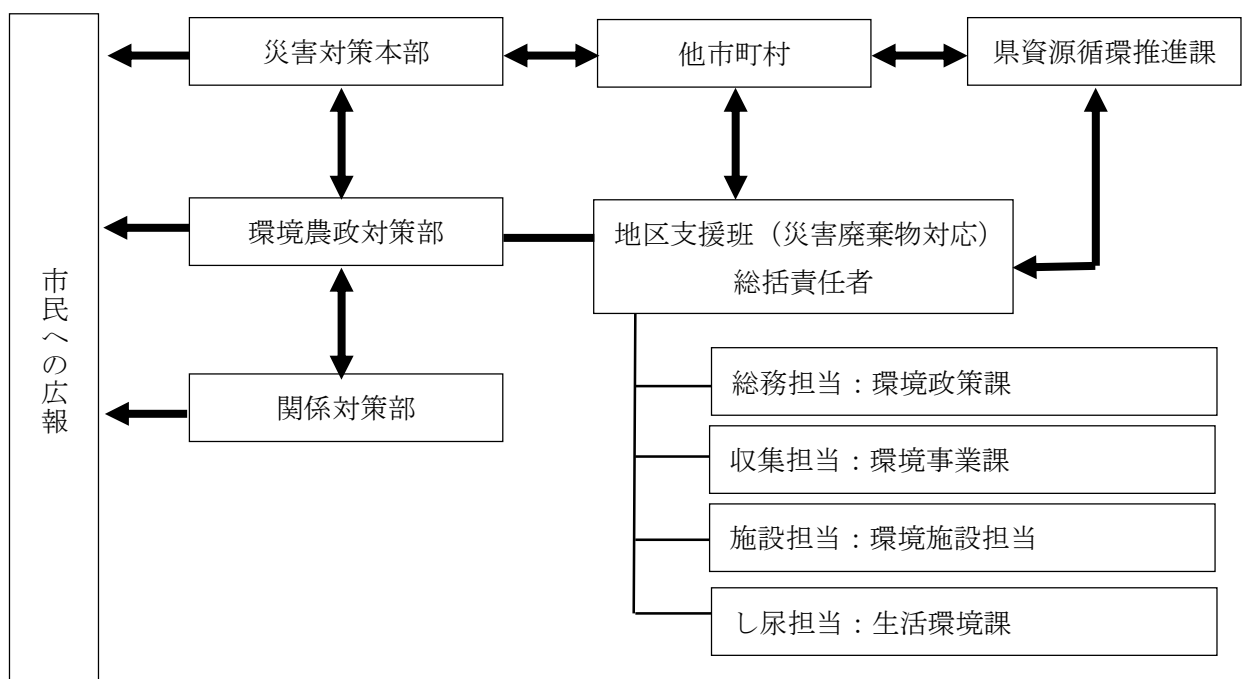 災害対策本部
他市町村
県資源循環推進課
環境農政対策部
地区支援班（災害廃棄物対応）
総括責任者
市民への広報
関係対策部
総務担当：環境政策課
収集担当：環境事業課
施設担当：環境施設担当
し尿担当：生活環境課